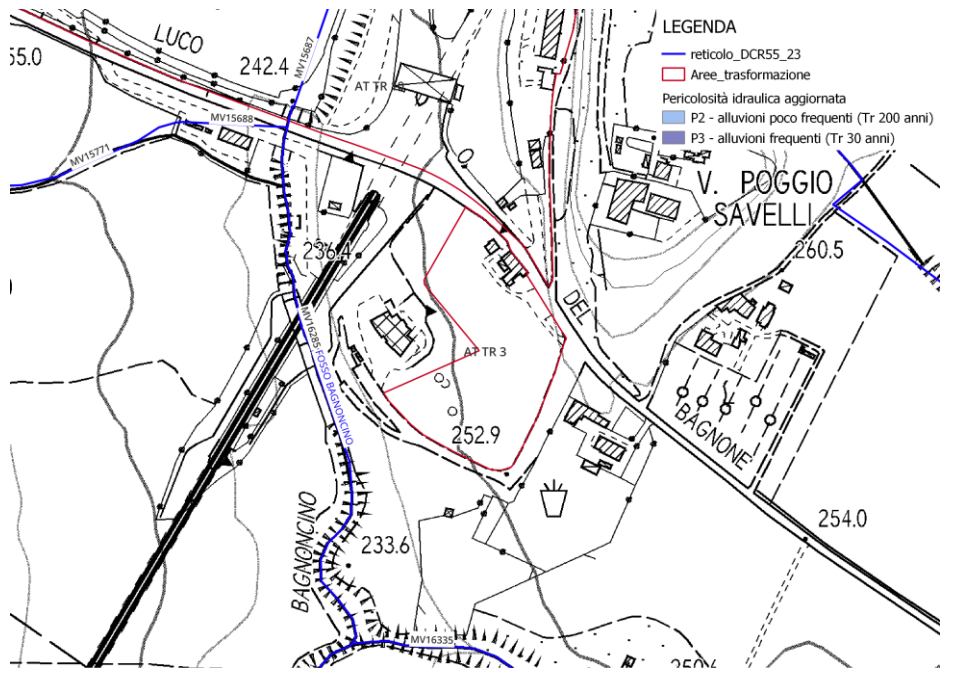 LEGENDA
reticolo_DCR55_23
Aree_trasformazione
Pericolosità idraulica aggiornata
P2 - alluvioni poco frequenti (Tr 200 anni)
P3 - alluvioni frequenti (Tr 30 anni)
LUCO
55.0
242.4
MV15687
AT TR
MV15688
MV15771
V. POGGIO
SAVELLI
260.5
236.4
DEL
MV16285-FOSSO BAGNONCINO
AT TR 3
252.9
BAGNONE
254.0
BAGNONCINO
233.6
MV16335